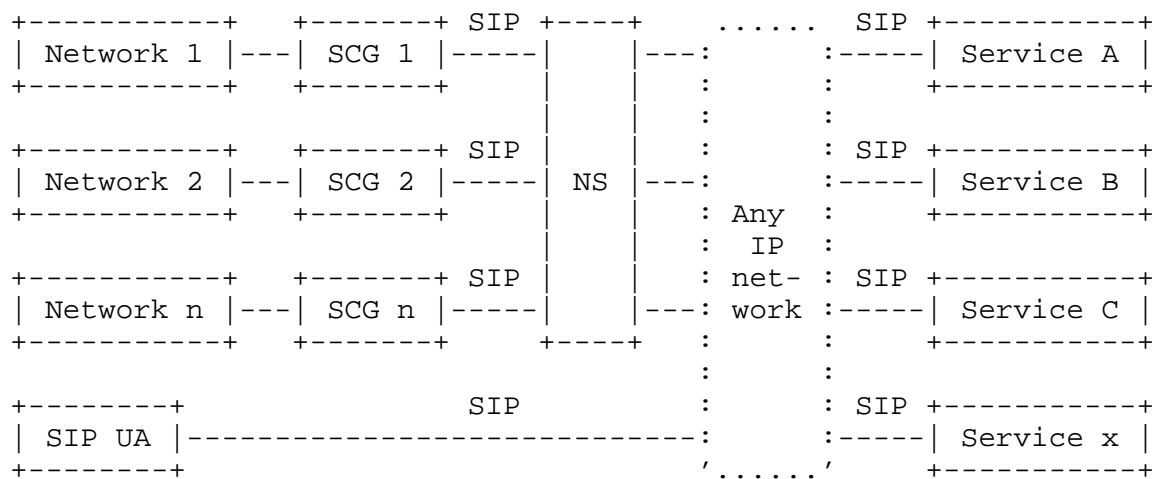 SIP SIP
Network 1 SCG 1 Service A
SIP SIP
Network 2 SCG 2 NS Service B
Any
IP
SIP net- SIP
Network n SCG n work Service C
SIP SIP
SIP UA Service x